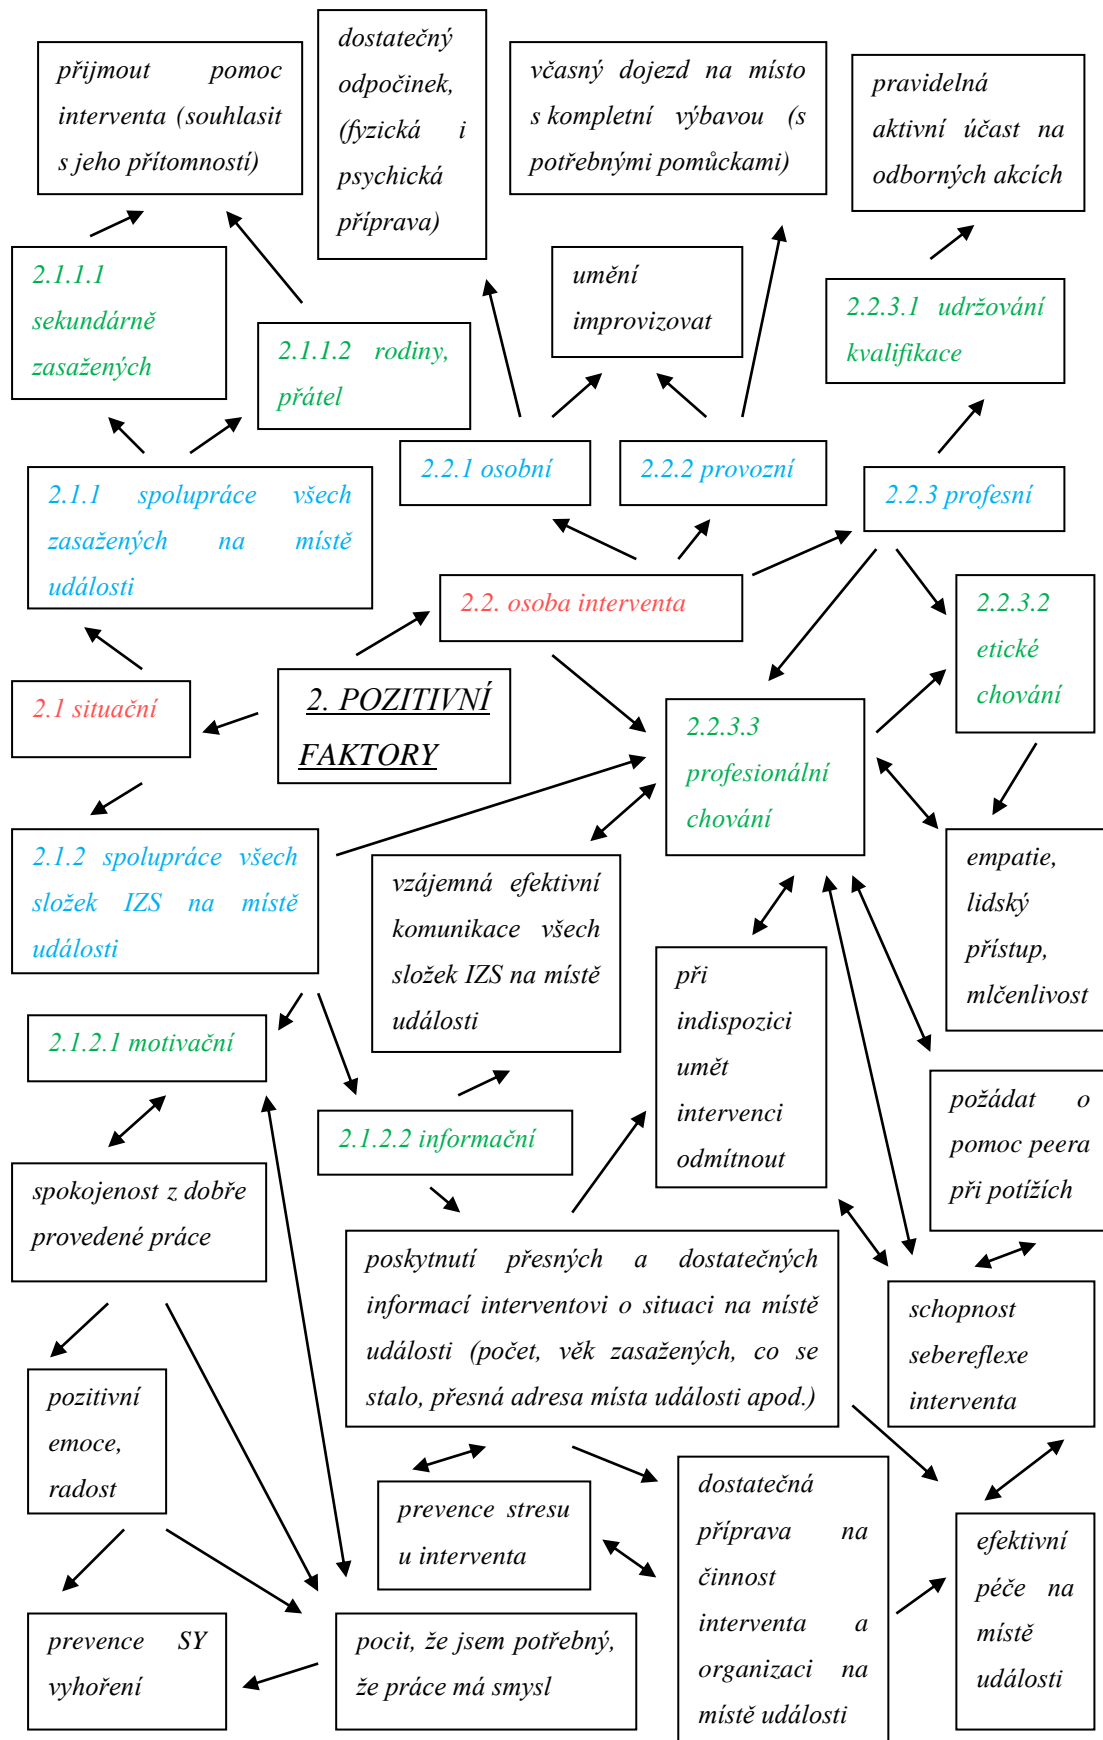 přijmout pomoc
interventa (souhlasit
s jeho přítomností)
dostatečný
odpočinek,
(fyzická i
psychická
příprava)
včasný dojezd na místo
s kompletní výbavou (s
potřebnými pomůckami)
pravidelná
aktivní účast na
odborných akcích
2.1.1.1
sekundárně
zasažených
2.1.1.2 rodiny,
přátel
umění
improvizovat
2.2.3.1 udržování
kvalifikace
2.1.1 spolupráce všech
zasažených na místě
události
2.2.1 osobní
2.2.2 provozní
2.2.3 profesní
2.2. osoba interventa
2.2.3.2
etické
chování
2.1 situační
2. POZITIVNÍ
FAKTORY
2.2.3.3
profesionální
chování
2.1.2 spolupráce všech
složek IZS na místě
události
vzájemná efektivní
komunikace všech
složek IZS na místě
události
empatie,
lidský
přístup,
mlčenlivost
při
indispozici
umět
intervenci
odmítnout
2.1.2.1 motivační
2.1.2.2 informační
požádat o
pomoc peera
při potížích
spokojenost z dobře
provedené práce
poskytnutí přesných a dostatečných
informací interventovi o situaci na místě
události (počet, věk zasažených, co se
stalo, přesná adresa místa události apod.)
schopnost
sebereflexe
interventa
pozitivní
emoce,
radost
prevence stresu
u interventa
dostatečná
příprava na
činnost
interventa a
organizaci na
místě události
efektivní
péče na
místě
události
prevence SY
vyhoření
pocit, že jsem potřebný,
že práce má smysl